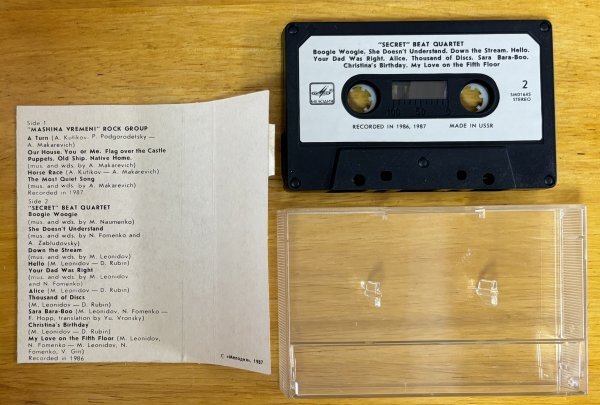 "SECRET" BEAT QUARTET
Boogie Woogie. She Doesn't Understand. Down the Stream. Hello.
Your Dad Was Right. Alice. Thousand of Discs. Sara Bara-Boo.
Christina's Birthday. My Love on the Fifth Floor
2
SM01645
STEREO
RECORDED IN 1986, 1987
MADE IN USSR
Side 1
"MASHINA VREMENI" ROCK GROUP
A Turn (A. Kutikov, P. Podgorodetsky —
A. Makarevich)
Our House. You or Me. Flag over the Castle
Puppets. Old Ship. Native Home.
(mus. and wds. by A. Makarevich)
Horse Race (A. Kutikov — A. Makarevich)
The Most Quiet Song
(mus. and wds. by A. Makarevich)
Recorded in 1987
Side 2
"SECRET" BEAT QUARTET
Boogie Woogie
(mus. and wds. by M. Naumenko)
She Doesn't Understand
(mus. and wds. by N. Fomenko and
A. Zabludovsky)
Down the Stream
(mus. and wds. by M. Leonidov)
Hello (M. Leonidov — D. Rubin)
Your Dad Was Right
(mus. and wds. by M. Leonidov
and N. Fomenko)
Alice (M. Leonidov — D. Rubin)
Thousand of Discs
(M. Leonidov — D. Rubin)
Sara Bara-Boo (M. Leonidov, N. Fomenko —
F. Hopp, translation by Yu. Vronsky)
Christina's Birthday
(M. Leonidov — D. Rubin)
My Love on the Fifth Floor (M. Leonidov,
N. Fomenko — M. Leonidov, N.
Fomenko, V. Girl)
Recorded in 1986
© «Мелодия», 1987